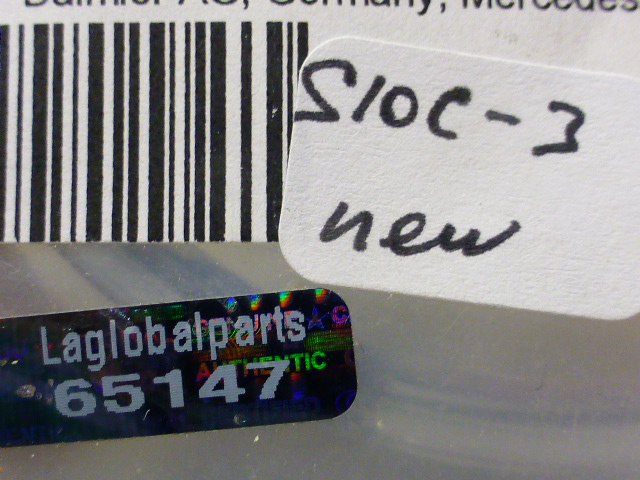 Daimler AG, Germany, Mercedes
S10C-3
new
Laglobalparts
AUTHENTIC
65147